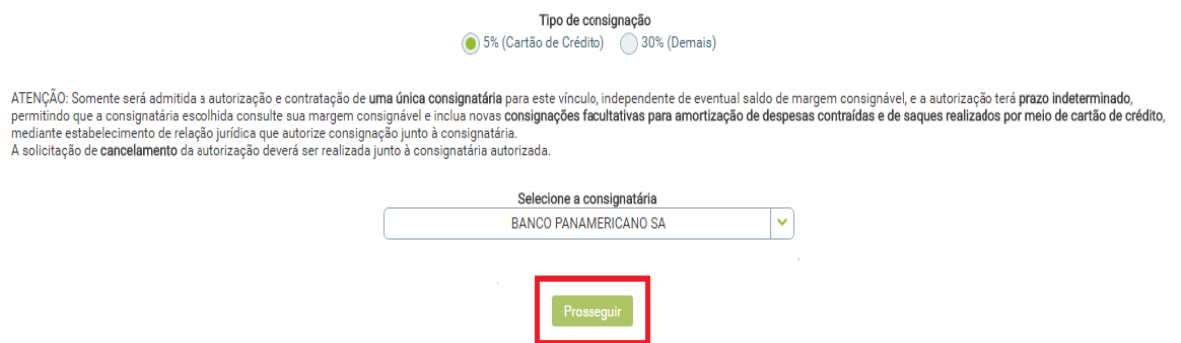 Tipo de consignação
5% (Cartão de Crédito) 30% (Demais)
ATENÇÃO: Somente será admitida a autorização e contratação de uma única consignatária para este vínculo, independente de eventual saldo de margem consignável, e a autorização terá prazo indeterminado,
permitindo que a consignatária escolhida consulte sua margem consignável e inclua novas consignações facultativas para amortização de despesas contraídas e de saques realizados por meio de cartão de crédito,
mediante estabelecimento de relação jurídica que autorize consignação junto à consignatária.
A solicitação de cancelamento da autorização deverá ser realizada junto à consignatária autorizada.
Selecione a consignatária
BANCO PANAMERICANO SA
Prosseguir